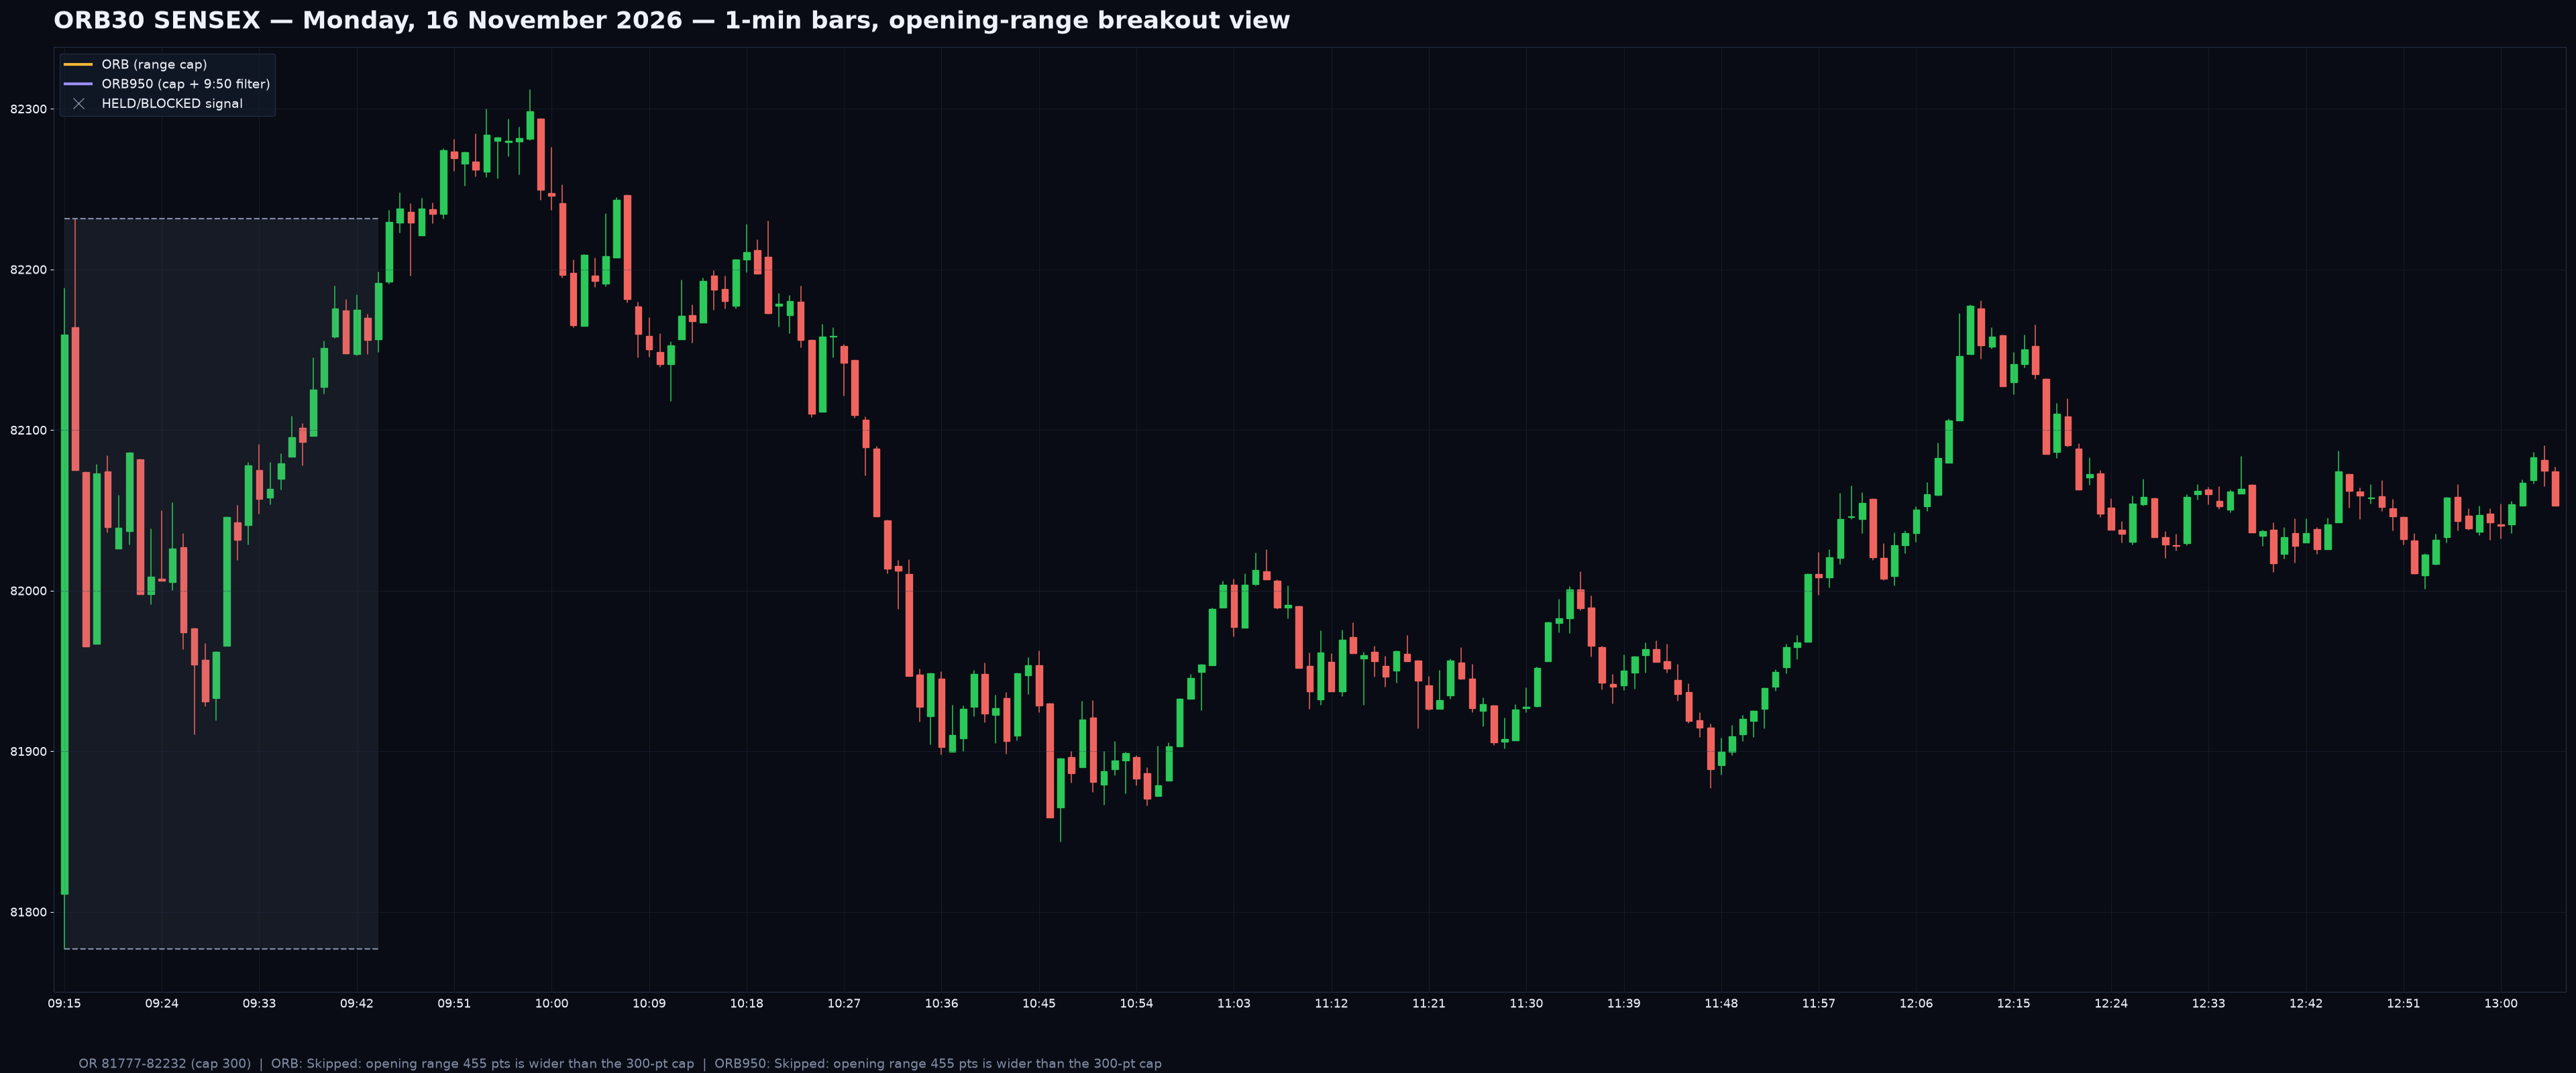 ORB30 SENSEX — Monday, 16 November 2026 — 1-min bars, opening-range breakout view
ORB (range cap)
ORB950 (cap + 9:50 filter)
HELD/BLOCKED signal
82300
82200
82100
82000
81900
81800
09:15 09:24 09:33 09:42 09:51 10:00 10:09 10:18 10:27 10:36 10:45 10:54 11:03 11:12 11:21 11:30 11:39 11:48 11:57 12:06 12:15 12:24 12:33 12:42 12:51 13:00
OR 81777-82232 (cap 300) | ORB: Skipped: opening range 455 pts is wider than the 300-pt cap | ORB950: Skipped: opening range 455 pts is wider than the 300-pt cap